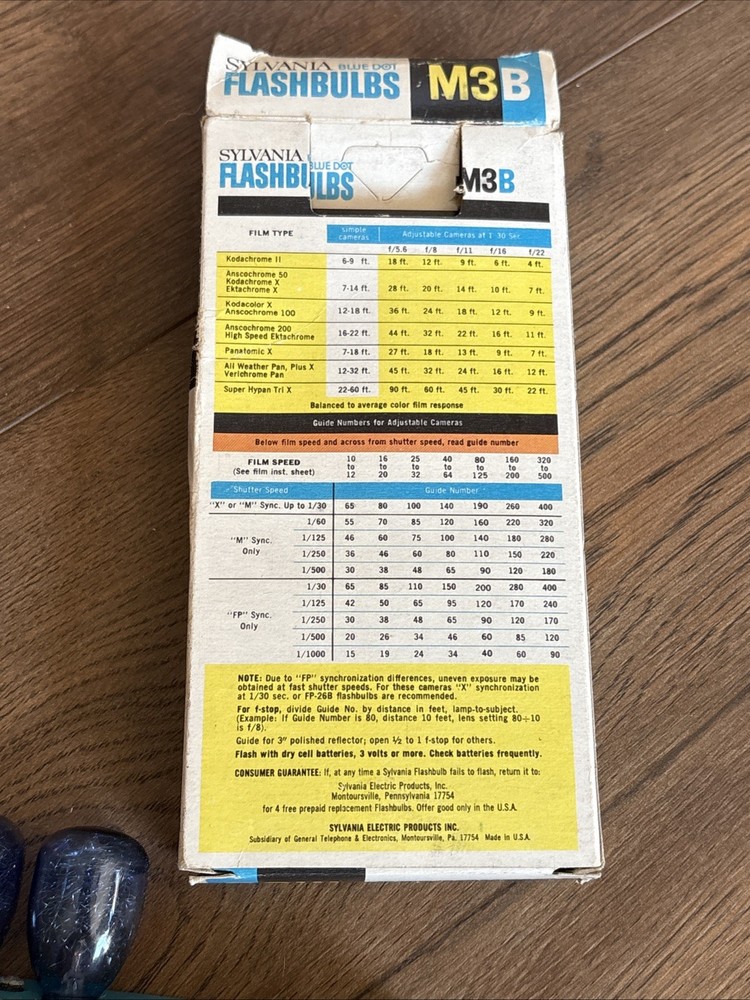 SYLVANIA BLUE DOT
FLASHBULBS M3B
SYLVANIA BLUE DOT
FLASHBULBS M3B
FILM TYPE simple cameras Adjustable Cameras at 1/30 Sec.
f/5.6 f/8 f/11 f/16 f/22
Kodachrome II 6-9 ft. 18 ft. 12 ft. 9 ft. 6 ft. 4 ft.
Anscochrome 50
Kodachrome X
Ektachrome X 7-14 ft. 28 ft. 20 ft. 14 ft. 10 ft. 7 ft.
Kodacolor X
Anscochrome 100 12-18 ft. 36 ft. 24 ft. 18 ft. 12 ft. 9 ft.
Anscochrome 200
High Speed Ektachrome 16-22 ft. 44 ft. 32 ft. 22 ft. 16 ft. 11 ft.
Panatomic X 7-18 ft. 27 ft. 18 ft. 13 ft. 9 ft. 7 ft.
All Weather Pan, Plus X
Verichrome Pan 12-32 ft. 45 ft. 32 ft. 24 ft. 16 ft. 12 ft.
Super Hypan Tri X 22-60 ft. 90 ft. 60 ft. 45 ft. 30 ft. 22 ft.
Balanced to average color film response
Guide Numbers for Adjustable Cameras
Below film speed and across from shutter speed, read guide number
FILM SPEED
(See film inst. sheet) 10 to 12 16 to 20 25 to 32 40 to 64 80 to 125 160 to 200 320 to 500
Shutter Speed Guide Number
"X" or "M" Sync. Up to 1/30 65 80 100 140 190 260 400
"M" Sync. Only 1/60 55 70 85 120 160 220 320
1/125 46 60 75 100 140 180 280
1/250 36 46 60 80 110 150 220
1/500 30 38 48 65 90 120 180
"FP" Sync. Only 1/30 65 85 110 150 200 280 400
1/125 42 50 65 95 120 170 240
1/250 30 38 48 65 90 120 170
1/500 20 26 34 46 60 85 120
1/1000 15 19 24 34 40 60 90
NOTE: Due to "FP" synchronization differences, uneven exposure may be
obtained at fast shutter speeds. For these cameras "X" synchronization
at 1/30 sec. or FP-26B flashbulbs are recommended.
For f-stop, divide Guide No. by distance in feet, lamp-to-subject.
(Example: If Guide Number is 80, distance 10 feet, lens setting 80÷10
is f/8).
Guide for 3" polished reflector; open ½ to 1 f-stop for others.
Flash with dry cell batteries, 3 volts or more. Check batteries frequently.
CONSUMER GUARANTEE: If, at any time a Sylvania Flashbulb fails to flash, return it to:
Sylvania Electric Products, Inc.
Montoursville, Pennsylvania 17754
for 4 free prepaid replacement Flashbulbs. Offer good only in the U.S.A.
SYLVANIA ELECTRIC PRODUCTS INC.
Subsidiary of General Telephone & Electronics, Montoursville, Pa. 17754 Made in U.S.A.